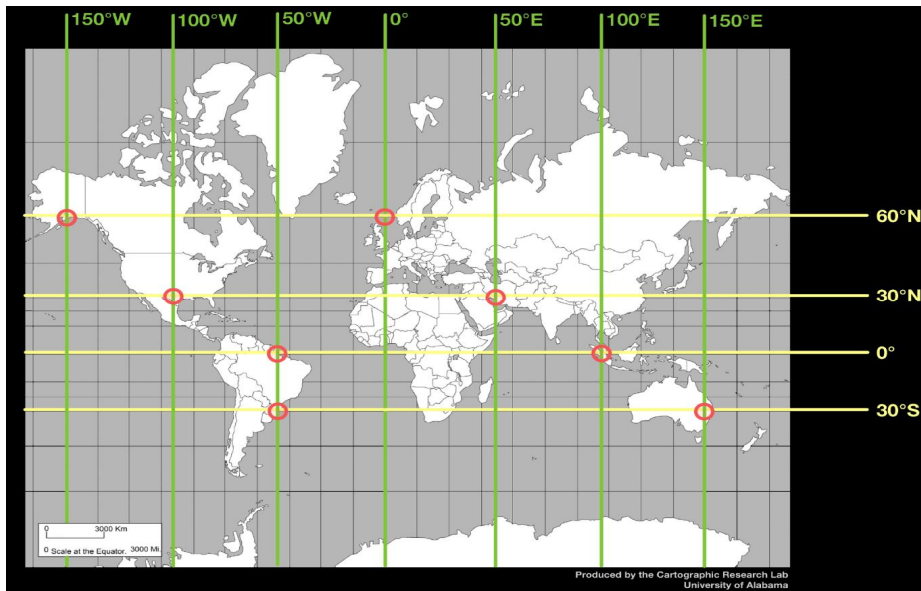 150°W 100°W 50°W 0° 50°E 100°E 150°E
60°N
30°N
0°
30°S
0 3000 Km
0 Scale at the Equator. 3000 Mi.
Produced by the Cartographic Research Lab
University of Alabama